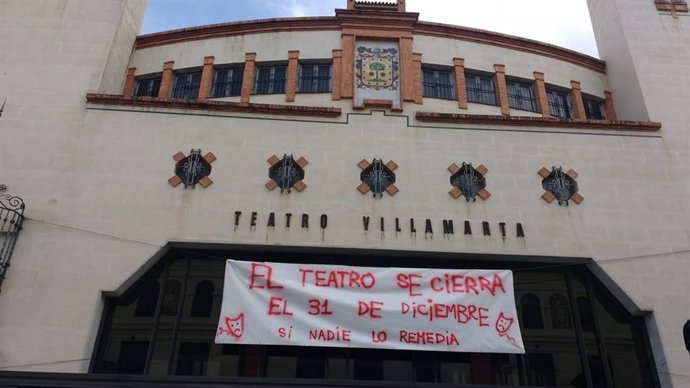 TEATRO VILLAMARTA
EL TEATRO SE CIERRA
EL 31 DE DICIEMBRE
SI NADIE LO REMEDIA